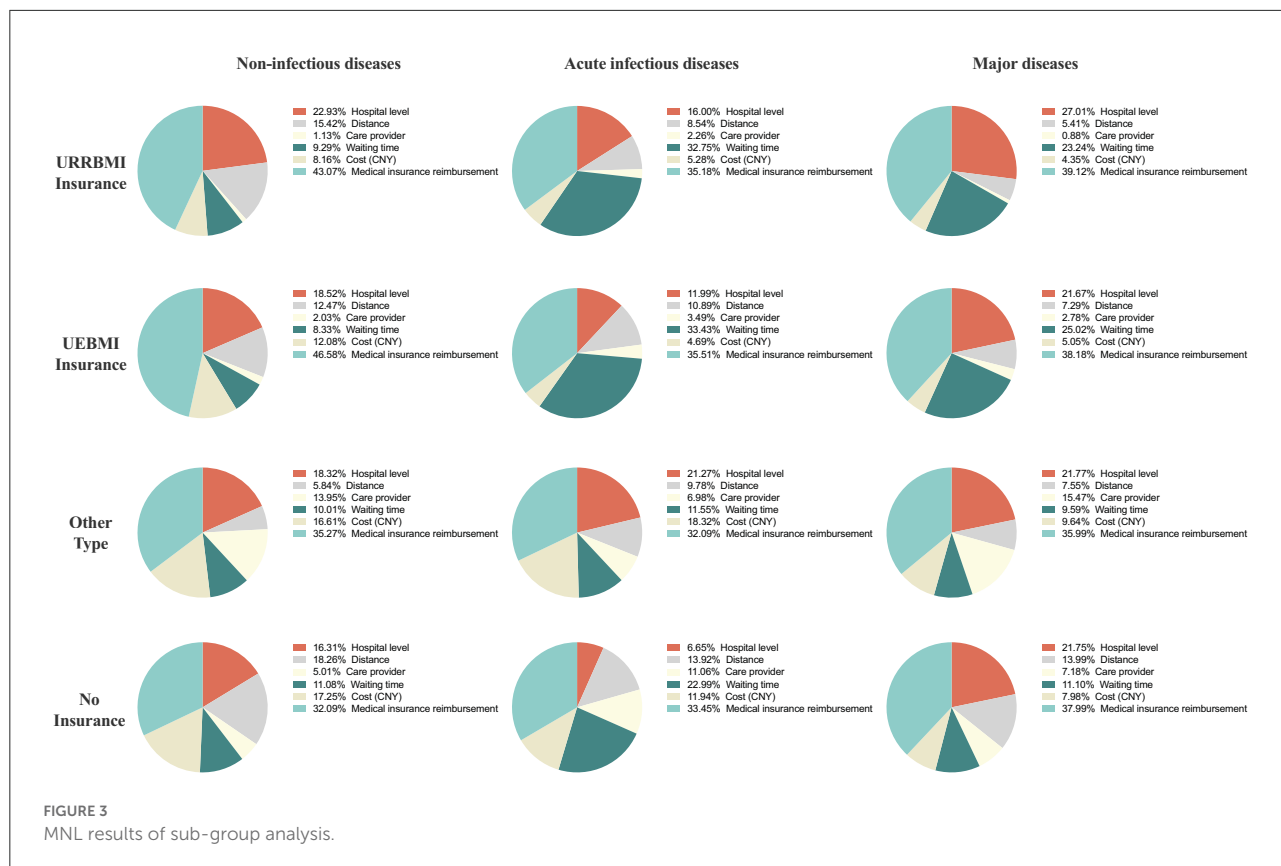 Non-infectious diseases
Acute infectious diseases
Major diseases
URRBMI
Insurance
22.93% Hospital level
15.42% Distance
1.13% Care provider
9.29% Waiting time
8.16% Cost (CNY)
43.07% Medical insurance reimbursement
16.00% Hospital level
8.54% Distance
2.26% Care provider
32.75% Waiting time
5.28% Cost (CNY)
35.18% Medical insurance reimbursement
27.01% Hospital level
5.41% Distance
0.88% Care provider
23.24% Waiting time
4.35% Cost (CNY)
39.12% Medical insurance reimbursement
UEBMI
Insurance
18.52% Hospital level
12.47% Distance
2.03% Care provider
8.33% Waiting time
12.08% Cost (CNY)
46.58% Medical insurance reimbursement
11.99% Hospital level
10.89% Distance
3.49% Care provider
33.43% Waiting time
4.69% Cost (CNY)
35.51% Medical insurance reimbursement
21.67% Hospital level
7.29% Distance
2.78% Care provider
25.02% Waiting time
5.05% Cost (CNY)
38.18% Medical insurance reimbursement
Other
Type
18.32% Hospital level
5.84% Distance
13.95% Care provider
10.01% Waiting time
16.61% Cost (CNY)
35.27% Medical insurance reimbursement
21.27% Hospital level
9.78% Distance
6.98% Care provider
11.55% Waiting time
18.32% Cost (CNY)
32.09% Medical insurance reimbursement
21.77% Hospital level
7.55% Distance
15.47% Care provider
9.59% Waiting time
9.64% Cost (CNY)
35.99% Medical insurance reimbursement
No
Insurance
16.31% Hospital level
18.26% Distance
5.01% Care provider
11.08% Waiting time
17.25% Cost (CNY)
32.09% Medical insurance reimbursement
6.65% Hospital level
13.92% Distance
11.06% Care provider
22.99% Waiting time
11.94% Cost (CNY)
33.45% Medical insurance reimbursement
21.75% Hospital level
13.99% Distance
7.18% Care provider
11.10% Waiting time
7.98% Cost (CNY)
37.99% Medical insurance reimbursement
FIGURE 3
MNL results of sub-group analysis.